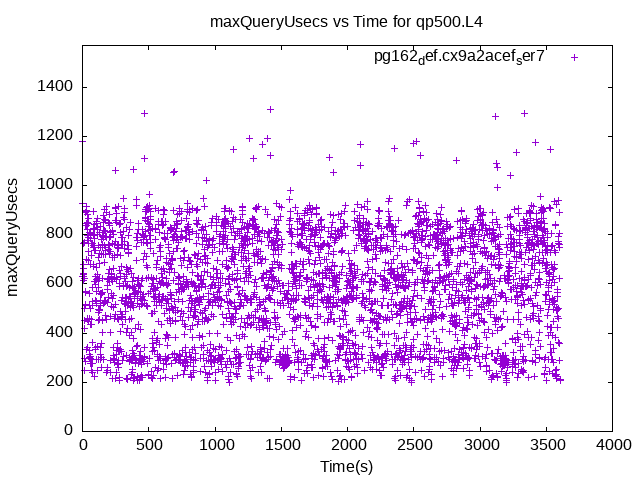 maxQueryUsecs vs Time for qp500.L4
pg162def.cx9a2acefser7
1400
1200
1000
800
600
400
200
0
maxQueryUsecs
0 500 1000 1500 2000 2500 3000 3500 4000
Time(s)